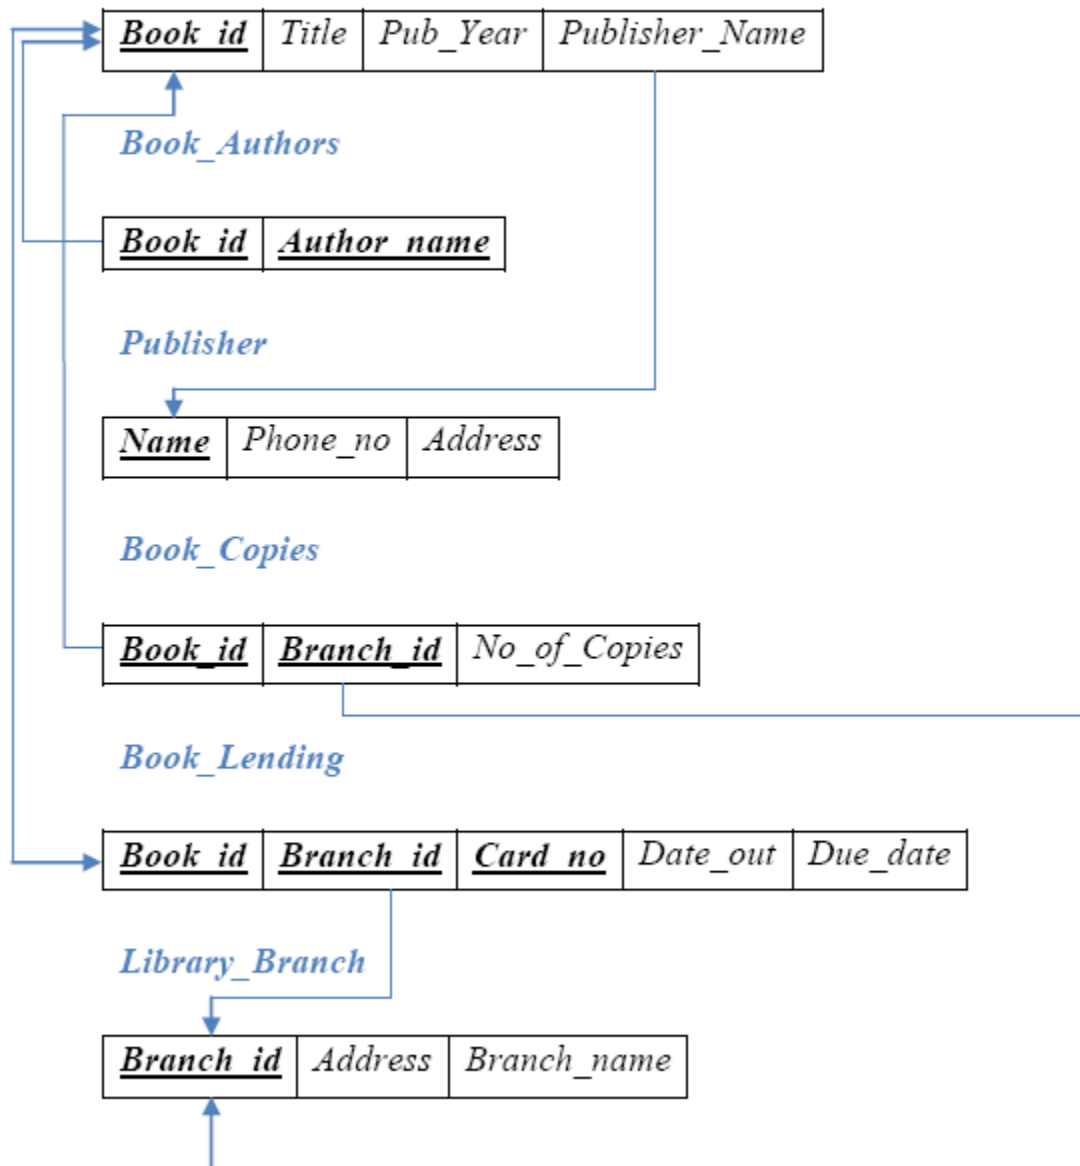 Book_id Title Pub_Year Publisher_Name
Book_Authors
Book_id Author_name
Publisher
Name Phone_no Address
Book_Copies
Book_id Branch_id No_of_Copies
Book_Lending
Book_id Branch_id Card_no Date_out Due_date
Library_Branch
Branch_id Address Branch_name